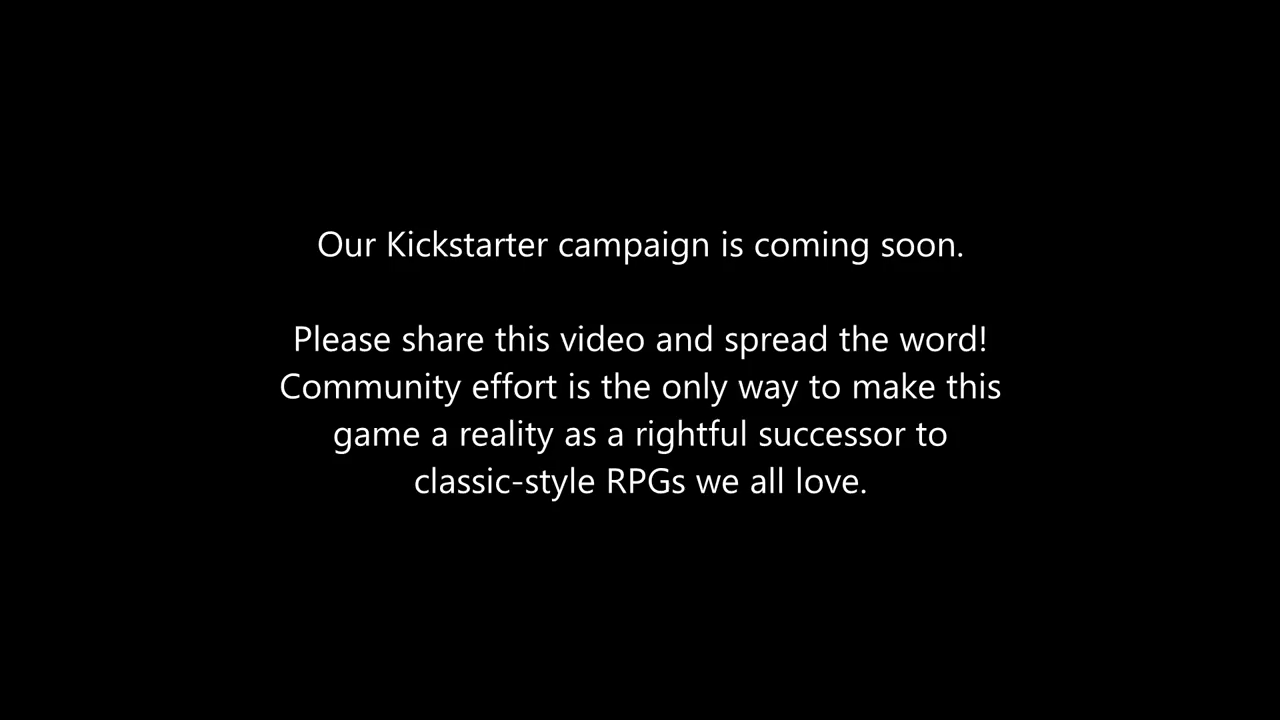 Our Kickstarter campaign is coming soon.
Please share this video and spread the word!
Community effort is the only way to make this
game a reality as a rightful successor to
classic-style RPGs we all love.